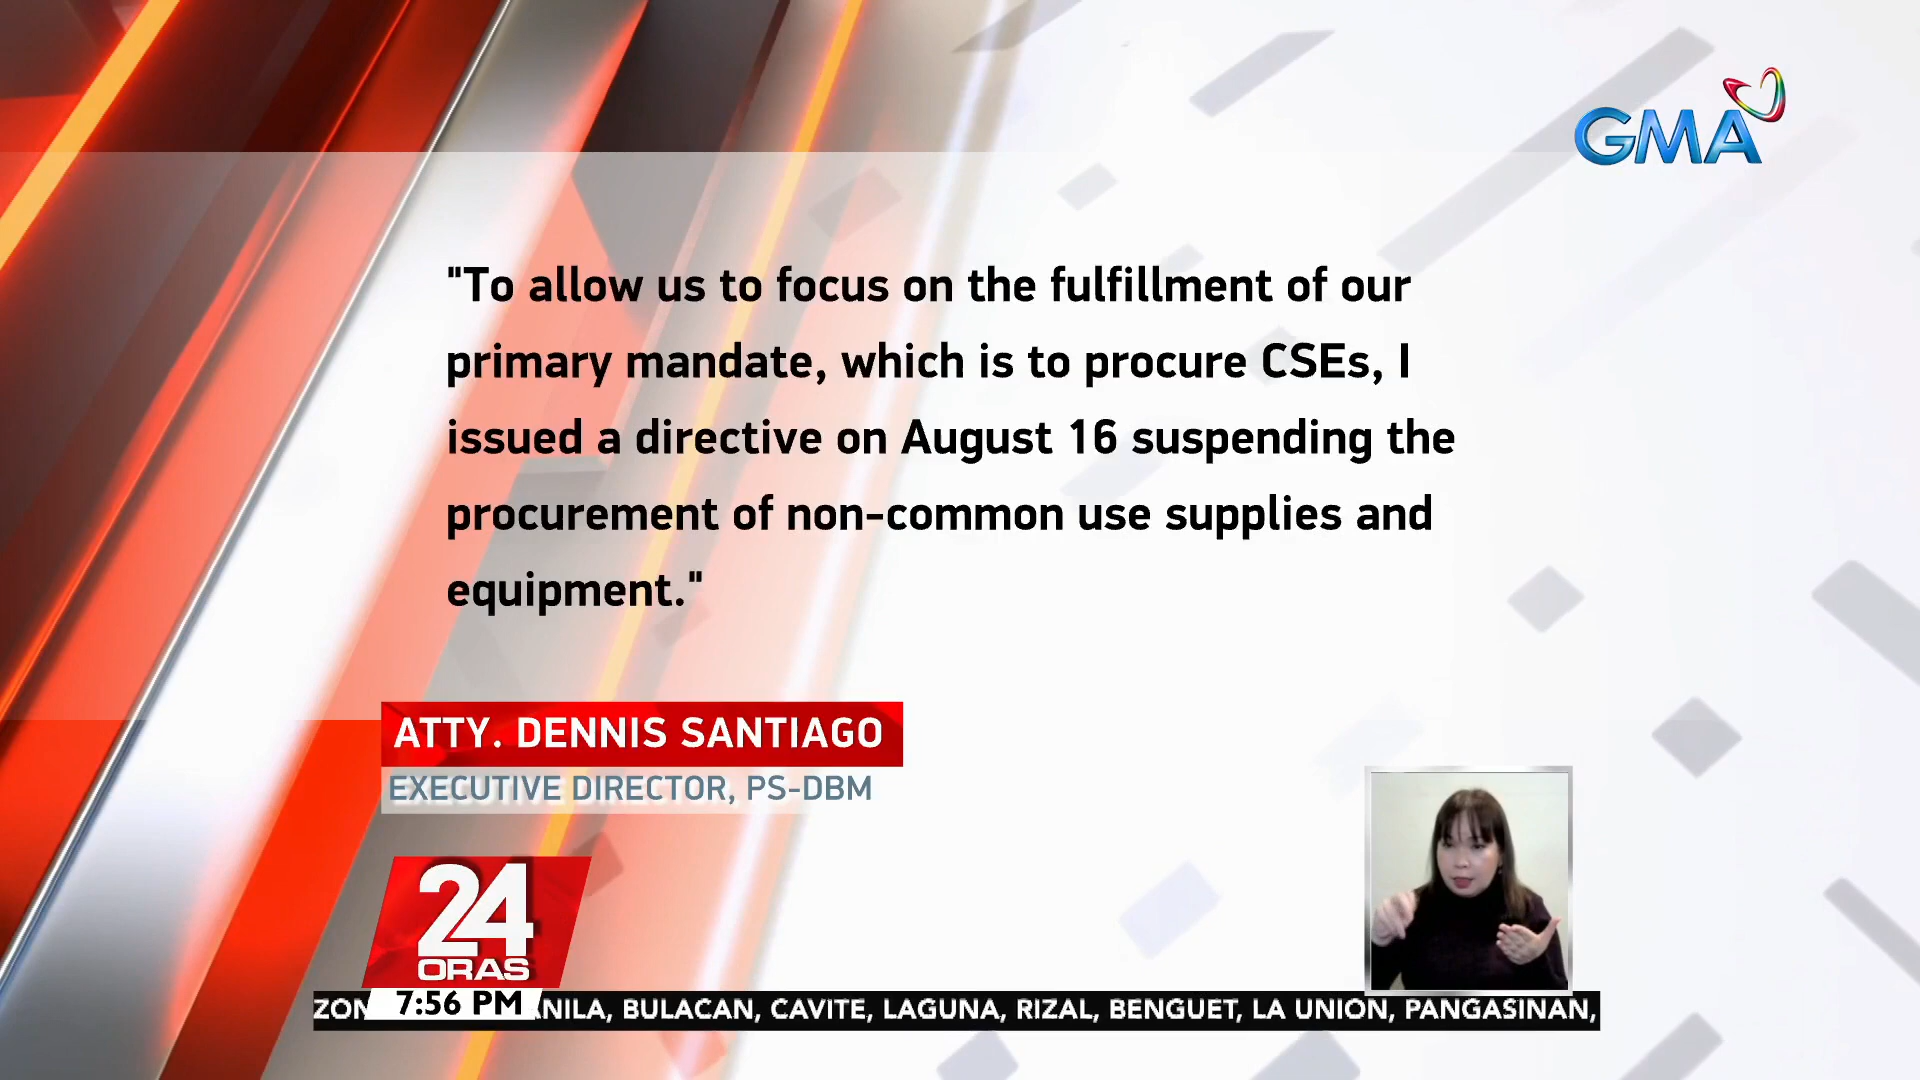 GMA
"To allow us to focus on the fulfillment of our
primary mandate, which is to procure CSEs, I
issued a directive on August 16 suspending the
procurement of non-common use supplies and
equipment."
ATTY. DENNIS SANTIAGO
EXECUTIVE DIRECTOR, PS-DBM
24
ORAS
7:56 PM
BULACAN, CAVITE, LAGUNA, RIZAL, BENGUET, LA UNION, PANGASINAN,